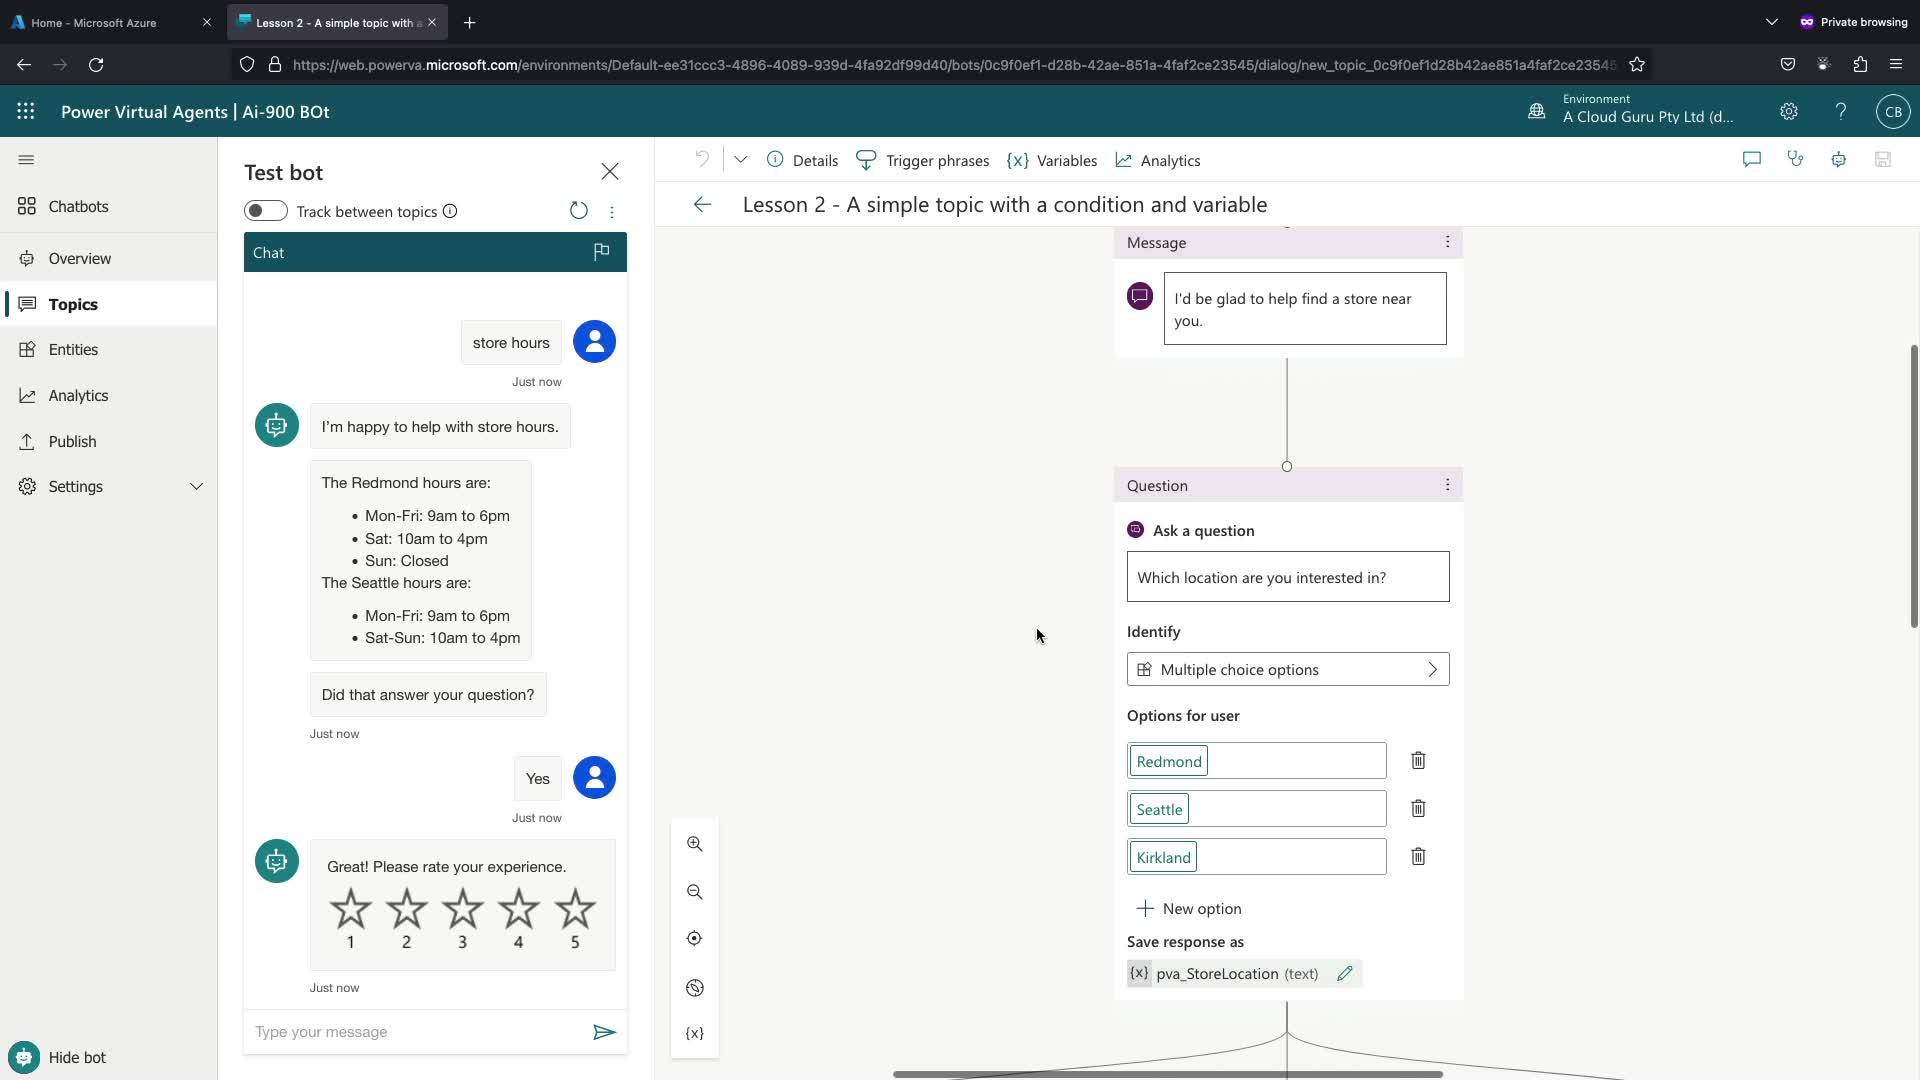 Home - Microsoft Azure
Lesson 2 - A simple topic with a
Private browsing
https://web.powerva.microsoft.com/environments/Default-ee31ccc3-4896-4089-939d-4fa92df99d40/bots/0c9f0ef1-d28b-42ae-851a-4faf2ce23545/dialog/new_topic_0c9f0ef1d28b42ae851a4faf2ce23545
Power Virtual Agents | Ai-900 BOt
Environment
A Cloud Guru Pty Ltd (d...
?
CB
Chatbots
Overview
Topics
Entities
Analytics
Publish
Settings
Hide bot
Test bot
Track between topics
Chat
store hours
Just now
I'm happy to help with store hours.
The Redmond hours are:
• Mon-Fri: 9am to 6pm
• Sat: 10am to 4pm
• Sun: Closed
The Seattle hours are:
• Mon-Fri: 9am to 6pm
• Sat-Sun: 10am to 4pm
Did that answer your question?
Just now
Yes
Just now
Great! Please rate your experience.
1 2 3 4 5
Just now
Type your message
Details
Trigger phrases
{x} Variables
Analytics
Lesson 2 - A simple topic with a condition and variable
Message
I'd be glad to help find a store near
you.
Question
Ask a question
Which location are you interested in?
Identify
Multiple choice options
Options for user
Redmond
Seattle
Kirkland
New option
Save response as
{x} pva_StoreLocation (text)
{x}